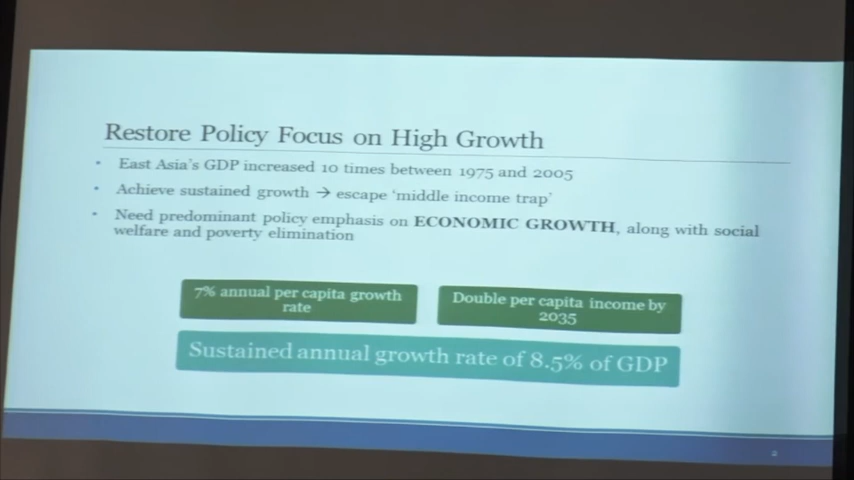 Restore Policy Focus on High Growth
• East Asia's GDP increased 10 times between 1975 and 2005
• Achieve sustained growth → escape 'middle income trap'
• Need predominant policy emphasis on ECONOMIC GROWTH, along with social
welfare and poverty elimination
7% annual per capita growth
rate
Double per capita income by
2035
Sustained annual growth rate of 8.5% of GDP